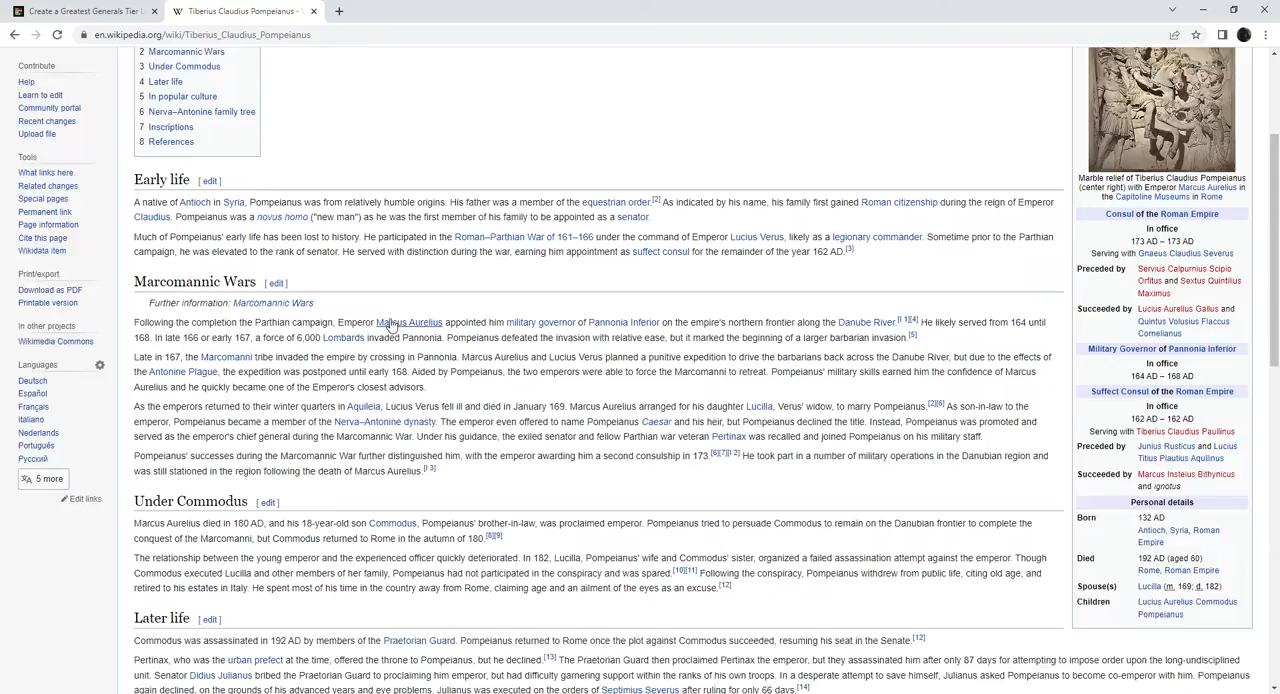 Create a Greatest Generals Tier
Tiberius Claudius Pompeianus -
en.wikipedia.org/wiki/Tiberius_Claudius_Pompeianus
Contribute
Help
Learn to edit
Community portal
Recent changes
Upload file
Tools
What links here
Related changes
Special pages
Permanent link
Page information
Cite this page
Wikidata item
Print/export
Download as PDF
Printable version
In other projects
Wikimedia Commons
Languages
Deutsch
Español
Français
Italiano
Nederlands
Português
Русский
5 more
Edit links
2 Marcomannic Wars
3 Under Commodus
4 Later life
5 In popular culture
6 Nerva–Antonine family tree
7 Inscriptions
8 References
Early life [ edit ]
A native of Antioch in Syria, Pompeianus was from relatively humble origins. His father was a member of the equestrian order.[2] As indicated by his name, his family first gained Roman citizenship during the reign of Emperor
Claudius. Pompeianus was a novus homo ("new man") as he was the first member of his family to be appointed as a senator.
Much of Pompeianus' early life has been lost to history. He participated in the Roman–Parthian War of 161–166 under the command of Emperor Lucius Verus, likely as a legionary commander. Sometime prior to the Parthian
campaign, he was elevated to the rank of senator. He served with distinction during the war, earning him appointment as suffect consul for the remainder of the year 162 AD.[3]
Marcomannic Wars [ edit ]
Further information: Marcomannic Wars
Following the completion the Parthian campaign, Emperor Marcus Aurelius appointed him military governor of Pannonia Inferior on the empire's northern frontier along the Danube River.[I 1][4] He likely served from 164 until
168. In late 166 or early 167, a force of 6,000 Lombards invaded Pannonia. Pompeianus defeated the invasion with relative ease, but it marked the beginning of a larger barbarian invasion.[5]
Late in 167, the Marcomanni tribe invaded the empire by crossing in Pannonia. Marcus Aurelius and Lucius Verus planned a punitive expedition to drive the barbarians back across the Danube River, but due to the effects of
the Antonine Plague, the expedition was postponed until early 168. Aided by Pompeianus, the two emperors were able to force the Marcomanni to retreat. Pompeianus' military skills earned him the confidence of Marcus
Aurelius and he quickly became one of the Emperor's closest advisors.
As the emperors returned to their winter quarters in Aquileia, Lucius Verus fell ill and died in January 169. Marcus Aurelius arranged for his daughter Lucilla, Verus' widow, to marry Pompeianus.[2][6] As son-in-law to the
emperor, Pompeianus became a member of the Nerva–Antonine dynasty. The emperor even offered to name Pompeianus Caesar and his heir, but Pompeianus declined the title. Instead, Pompeianus was promoted and
served as the emperor's chief general during the Marcomannic War. Under his guidance, the exiled senator and fellow Parthian war veteran Pertinax was recalled and joined Pompeianus on his military staff.
Pompeianus' successes during the Marcomannic War further distinguished him, with the emperor awarding him a second consulship in 173.[6][7][I 2] He took part in a number of military operations in the Danubian region and
was still stationed in the region following the death of Marcus Aurelius.[I 3]
Under Commodus [ edit ]
Marcus Aurelius died in 180 AD, and his 18-year-old son Commodus, Pompeianus' brother-in-law, was proclaimed emperor. Pompeianus tried to persuade Commodus to remain on the Danubian frontier to complete the
conquest of the Marcomanni, but Commodus returned to Rome in the autumn of 180.[8][9]
The relationship between the young emperor and the experienced officer quickly deteriorated. In 182, Lucilla, Pompeianus' wife and Commodus' sister, organized a failed assassination attempt against the emperor. Though
Commodus executed Lucilla and other members of her family, Pompeianus had not participated in the conspiracy and was spared.[10][11] Following the conspiracy, Pompeianus withdrew from public life, citing old age, and
retired to his estates in Italy. He spent most of his time in the country away from Rome, claiming age and an ailment of the eyes as an excuse.[12]
Later life [ edit ]
Commodus was assassinated in 192 AD by members of the Praetorian Guard. Pompeianus returned to Rome once the plot against Commodus succeeded, resuming his seat in the Senate.[12]
Pertinax, who was the urban prefect at the time, offered the throne to Pompeianus, but he declined.[13] The Praetorian Guard then proclaimed Pertinax the emperor, but they assassinated him after only 87 days for attempting to impose order upon the long-undisciplined
unit. Senator Didius Julianus bribed the Praetorian Guard to proclaiming him emperor, but had difficulty garnering support within the ranks of his own troops. In a desperate attempt to save himself, Julianus asked Pompeianus to become co-emperor with him. Pompeianus
again declined, on the grounds of his advanced years and eye problems. Julianus was executed on the orders of Septimius Severus after ruling for only 66 days.[14]
Marble relief of Tiberius Claudius Pompeianus
(center right) with Emperor Marcus Aurelius in
the Capitoline Museums in Rome
Consul of the Roman Empire
In office
173 AD – 173 AD
Serving with Gnaeus Claudius Severus
Preceded by Servius Calpurnius Scipio
Orfitus and Sextus Quintilius
Maximus
Succeeded by Lucius Aurelius Gallus and
Quintus Volusius Flaccus
Cornelianus
Military Governor of Pannonia Inferior
In office
164 AD – 168 AD
Suffect Consul of the Roman Empire
In office
162 AD – 162 AD
Serving with Tiberius Claudius Paullinus
Preceded by Junius Rusticus and Lucius
Titius Plautius Aquilinus
Succeeded by Marcus Insteius Bithynicus
and ignotus
Personal details
Born 132 AD
Antioch, Syria, Roman
Empire
Died 192 AD (aged 60)
Rome, Roman Empire
Spouse(s) Lucilla (m. 169; d. 182)
Children Lucius Aurelius Commodus
Pompeianus